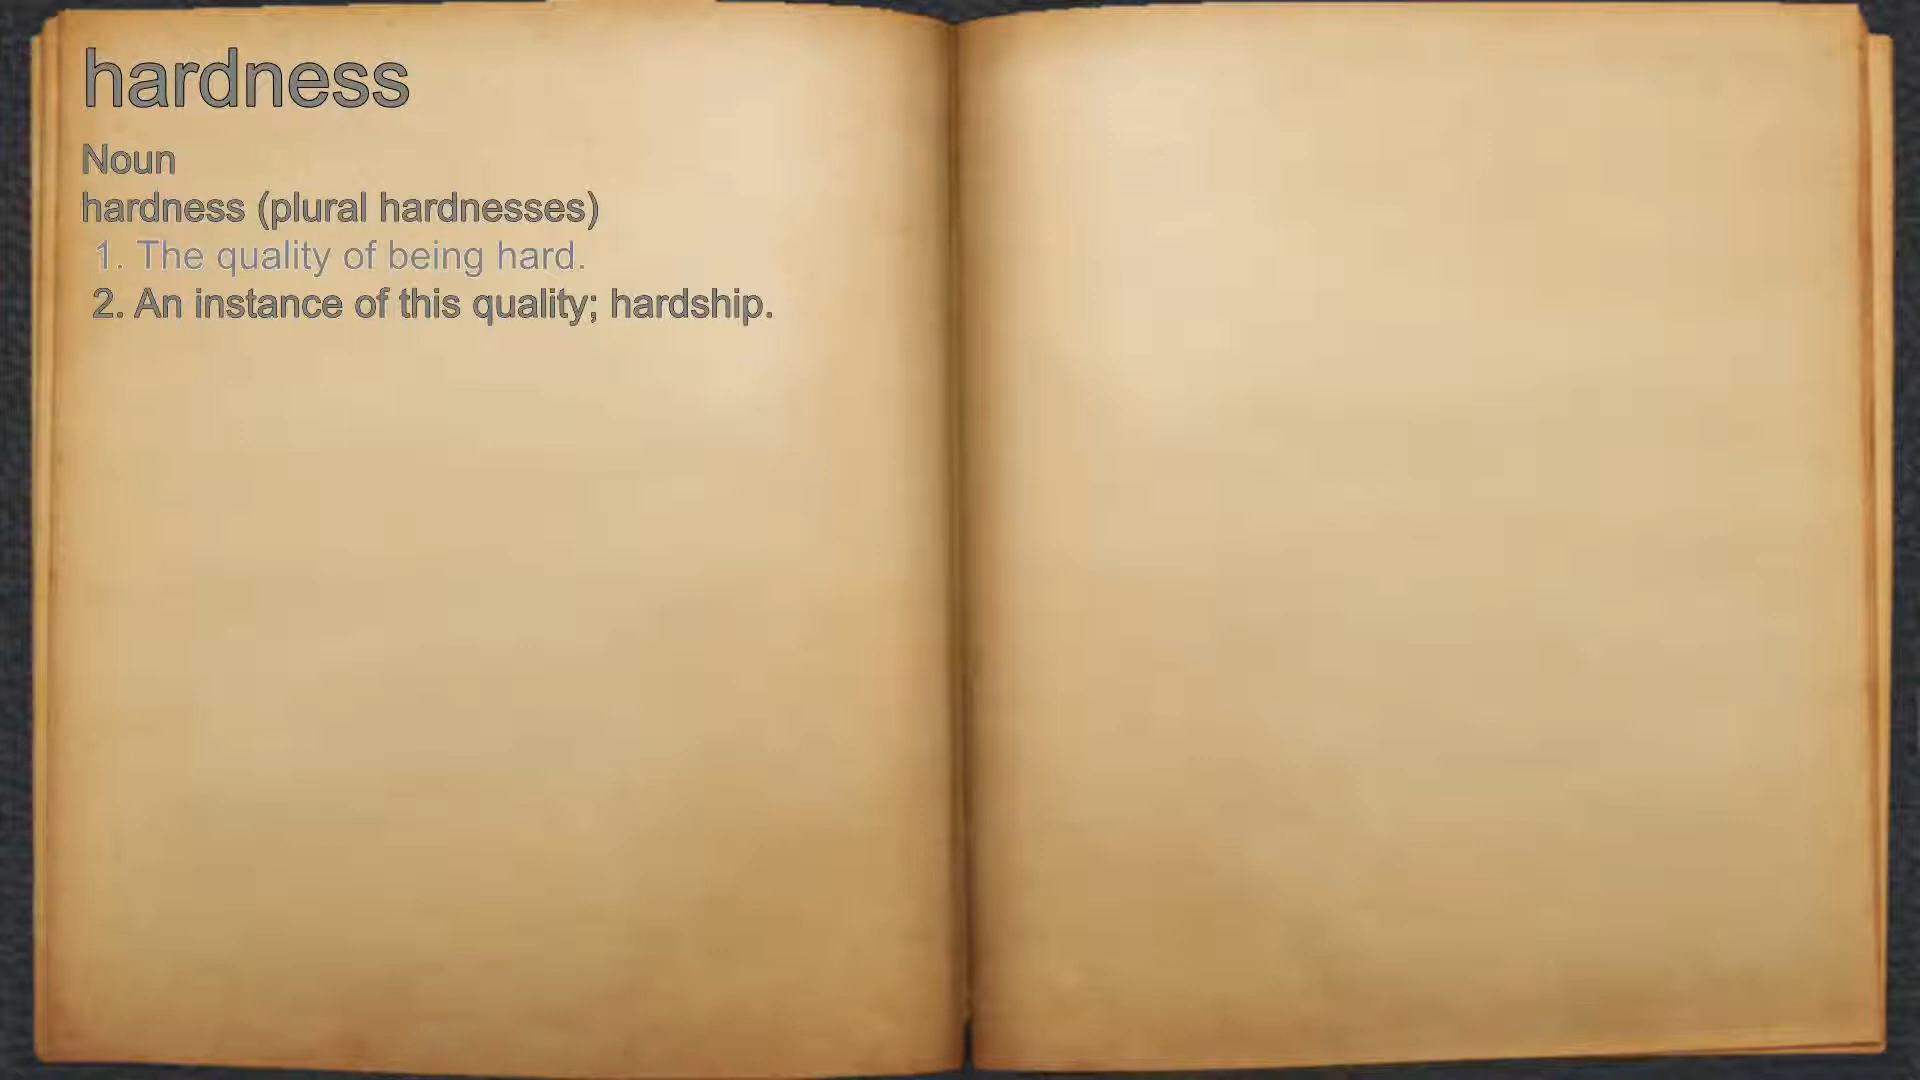 hardness
Noun
hardness (plural hardnesses)
1. The quality of being hard.
2. An instance of this quality; hardship.